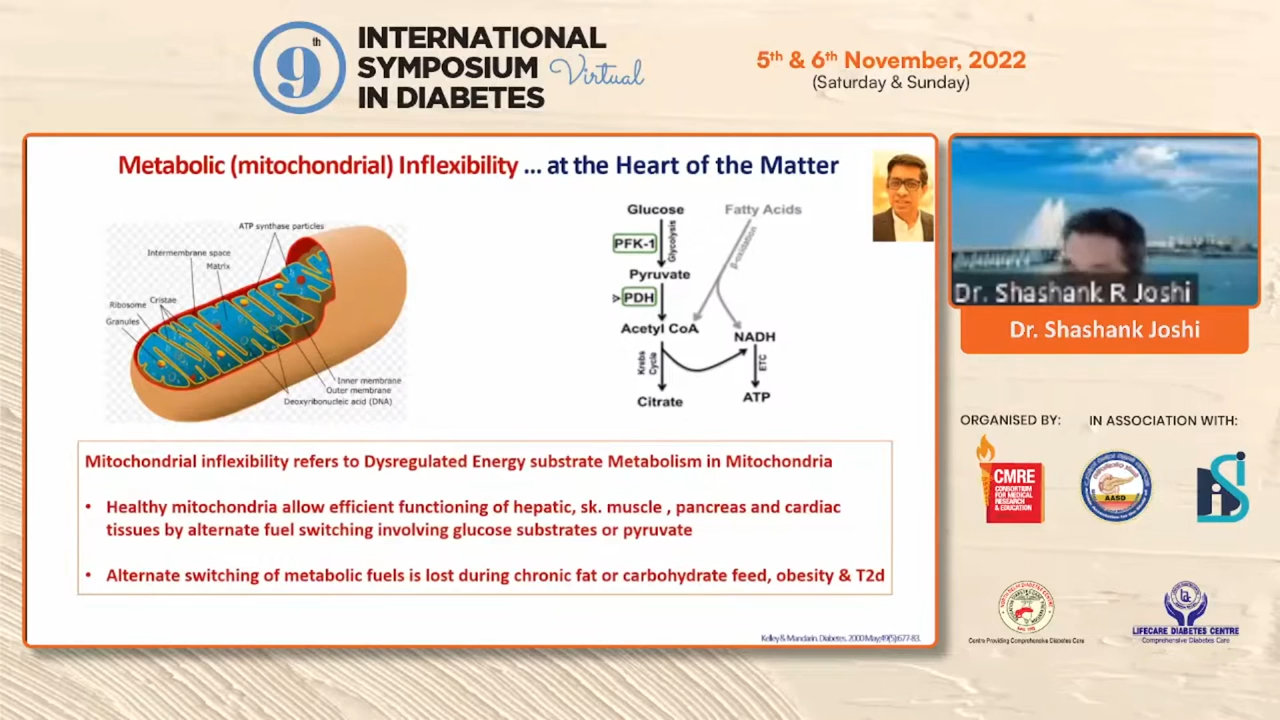 9th
INTERNATIONAL
SYMPOSIUM Virtual
IN DIABETES
5th & 6th November, 2022
(Saturday & Sunday)
Metabolic (mitochondrial) Inflexibility ... at the Heart of the Matter
ATP synthase particles
Intermembrane space
Matrix
Ribosome
Cristae
Granules
Inner membrane
Outer membrane
Deoxyribonucleic acid (DNA)
Glucose
Fatty Acids
PFK-1
Glycolysis
β-oxidation
Pyruvate
PDH
Acetyl CoA
NADH
Krebs
Cycle
ETC
Citrate
ATP
Mitochondrial inflexibility refers to Dysregulated Energy substrate Metabolism in Mitochondria
• Healthy mitochondria allow efficient functioning of hepatic, sk. muscle , pancreas and cardiac
tissues by alternate fuel switching involving glucose substrates or pyruvate
• Alternate switching of metabolic fuels is lost during chronic fat or carbohydrate feed, obesity & T2d
Kelley & Mandarin. Diabetes. 2000 May;49(5):677-83.
Dr. Shashank R Joshi
Dr. Shashank Joshi
ORGANISED BY:
IN ASSOCIATION WITH:
CMRE
CONSORTIUM
FOR MEDICAL
RESEARCH
& EDUCATION
AASD
Centre Providing Comprehensive Diabetes Care
LIFECARE DIABETES CENTRE
Comprehensive Diabetes Care